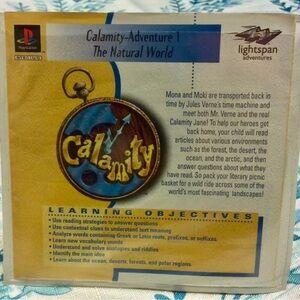 Calamity-Adventure 1
The Natural World
PlayStation
lightspan
adventures
Mona and Moki are transported back in
time by Jules Verne's time machine and
meet both Mr. Verne and the real
Calamity Jane! To help our heroes get
back home, your child will read
articles about various environments
such as the forest, the desert, the
ocean, and the arctic, and then
answer questions about what they
have read. So pack your literary picnic
basket for a wild ride across some of the
world's most fascinating landscapes!
Calamity
LEARNING OBJECTIVES
• Use reading strategies to answer questions
• Use contextual clues to understand text meaning
• Analyze words containing Greek or Latin roots, prefixes, or suffixes
• Learn new vocabulary words
• Understand and solve analogies and riddles
• Identify the main idea
• Learn about the ocean, deserts, forests, and polar regions.